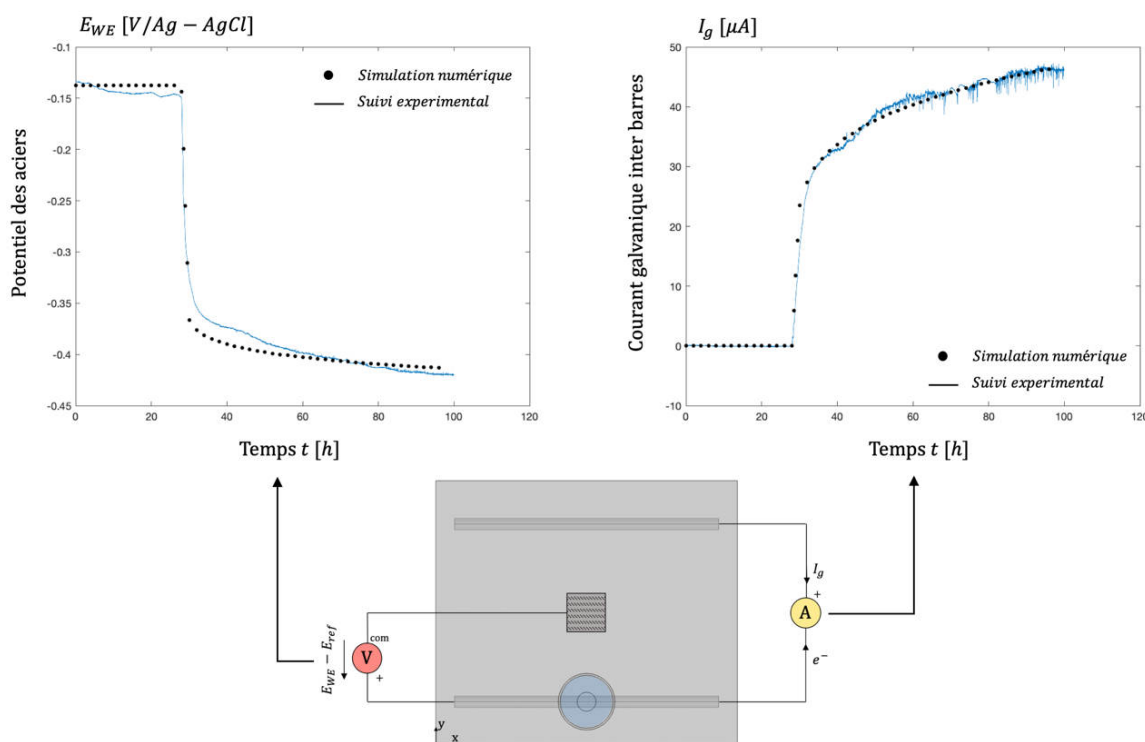 E_WE [V/Ag − AgCl]
-0.1
-0.15
-0.2
-0.25
-0.3
-0.35
-0.4
-0.45
0
20
40
60
80
100
120
Potentiel des aciers
Simulation numérique
Suivi experimental
Temps t [h]
I_g [µA]
50
40
30
20
10
0
-10
0
20
40
60
80
100
120
Courant galvanique inter barres
Simulation numérique
Suivi experimental
Temps t [h]
I_g
+
A
e⁻
E_WE − E_ref
com
V
+
y
x